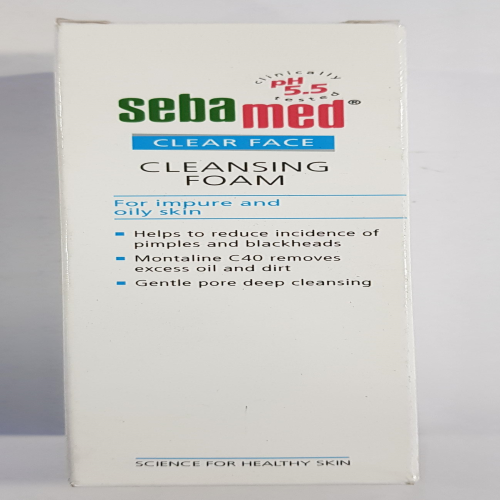 clinically
pH
5.5
tested
sebamed®
CLEAR FACE
CLEANSING
FOAM
For impure and
oily skin
Helps to reduce incidence of
pimples and blackheads
Montaline C40 removes
excess oil and dirt
Gentle pore deep cleansing
SCIENCE FOR HEALTHY SKIN